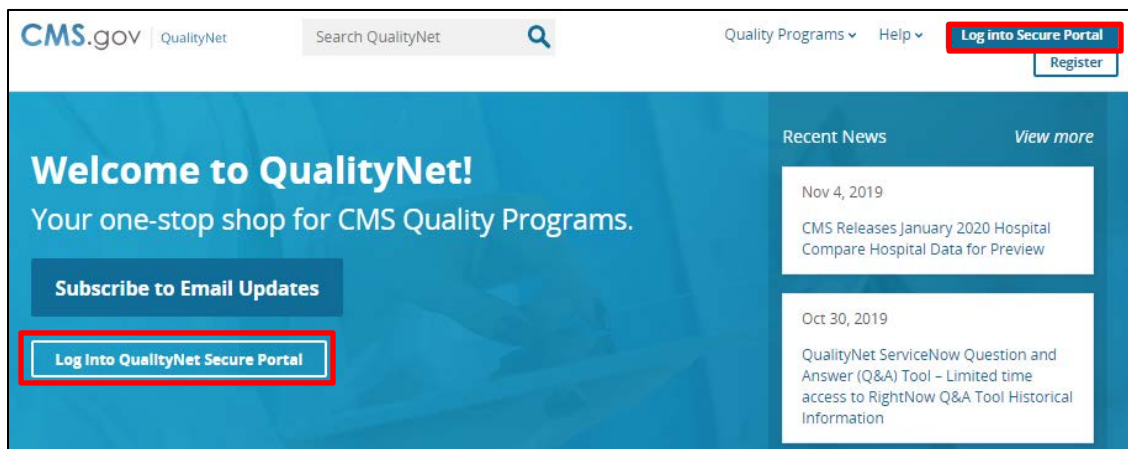 CMS.gov QualityNet
Search QualityNet
Quality Programs Help Log into Secure Portal
Register
Welcome to QualityNet!
Your one-stop shop for CMS Quality Programs.
Subscribe to Email Updates
Log Into QualityNet Secure Portal
Recent News View more
Nov 4, 2019
CMS Releases January 2020 Hospital
Compare Hospital Data for Preview
Oct 30, 2019
QualityNet ServiceNow Question and
Answer (Q&A) Tool – Limited time
access to RightNow Q&A Tool Historical
Information